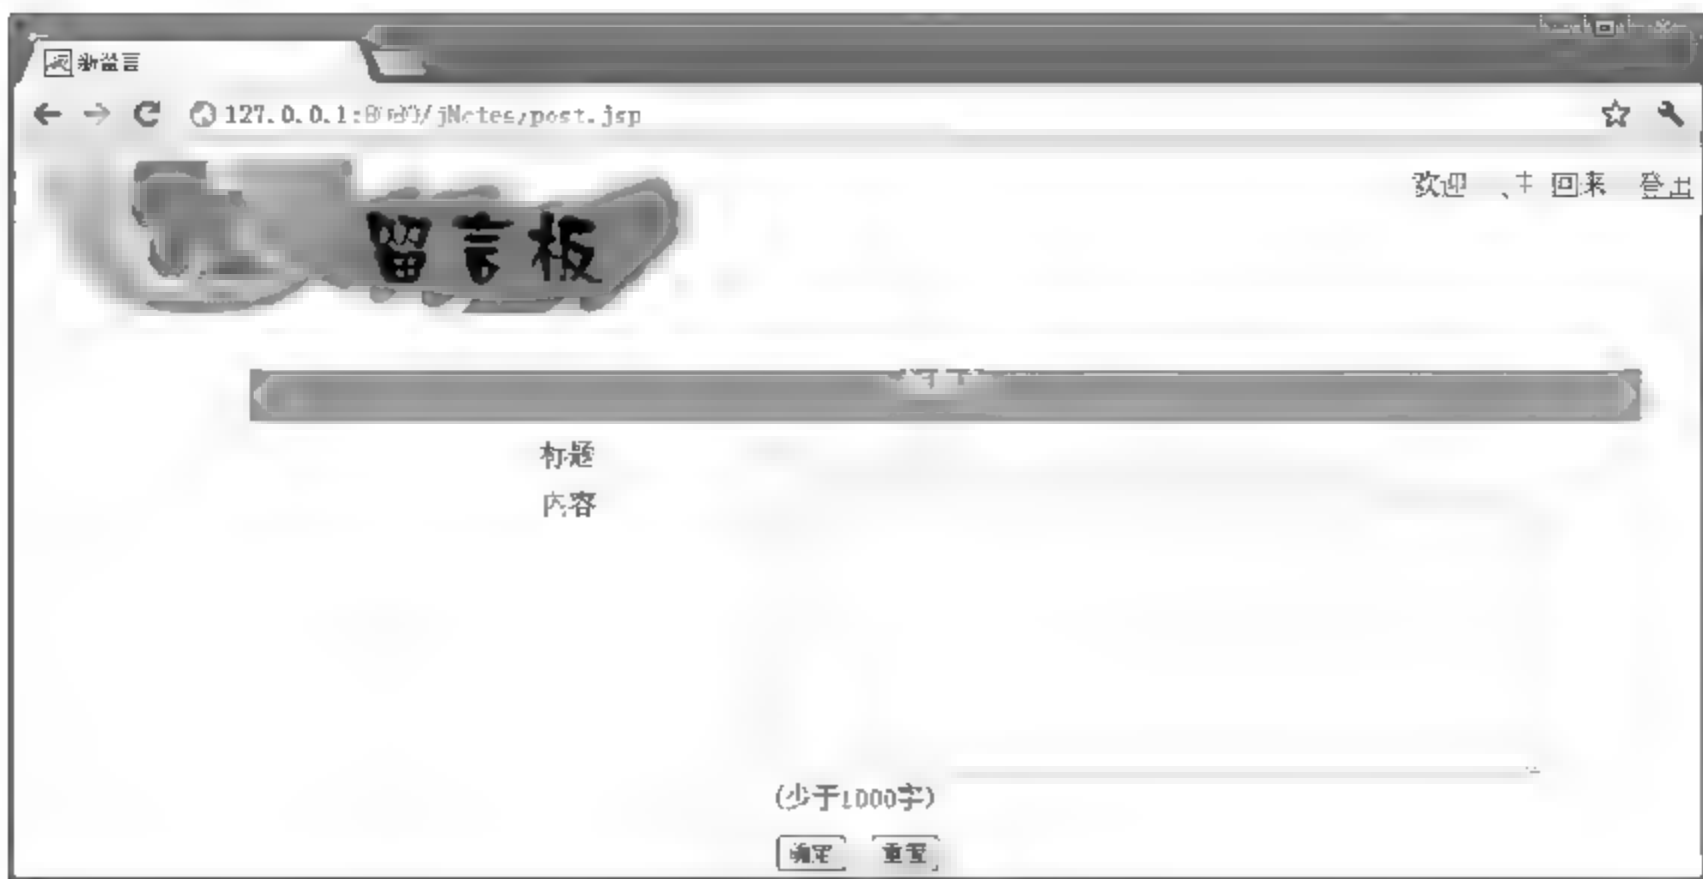 新留言
127.0.0.1:8080/jNotes/post.jsp
欢迎 回来 登出
留言板
标题
内容
(少于1000字)
确定 重置